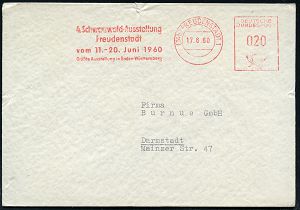 4. Schwarzwald-Ausstellung
Freudenstadt
vom 11.-20. Juni 1960
Größte Ausstellung in Baden-Württemberg
FREUDENSTADT
17.6.60
DEUTSCHE
BUNDESPOST
020
Firma
Burnus GmbH
Darmstadt
Mainzer Str. 47